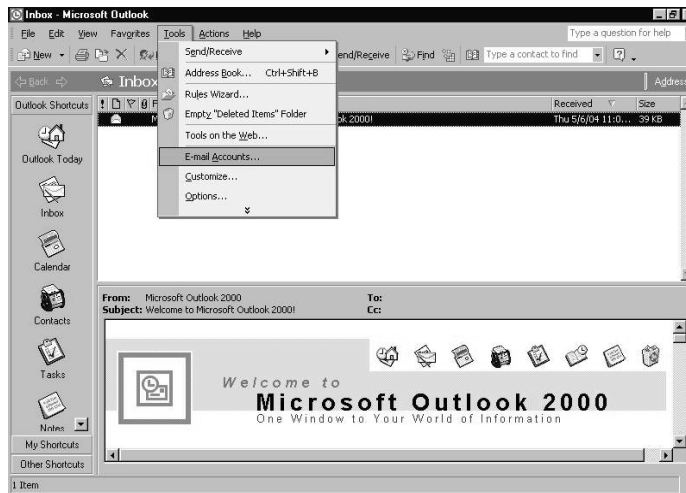 Inbox - Microsoft Outlook
File Edit View Favorites Tools Actions Help
Type a question for help
New
end/Receive
Find
Type a contact to find
Back
Inbox
Address
Send/Receive
Address Book... Ctrl+Shift+B
Rules Wizard...
Empty "Deleted Items" Folder
Tools on the Web...
E-mail Accounts...
Customize...
Options...
Outlook Shortcuts
Received Size
ok 2000!
Thu 5/6/04 11:0... 39 KB
Outlook Today
Inbox
Calendar
Contacts
Tasks
Notes
My Shortcuts
Other Shortcuts
From: Microsoft Outlook 2000 To:
Subject: Welcome to Microsoft Outlook 2000! Cc:
Welcome to
Microsoft Outlook 2000
One Window to Your World of Information
1 Item